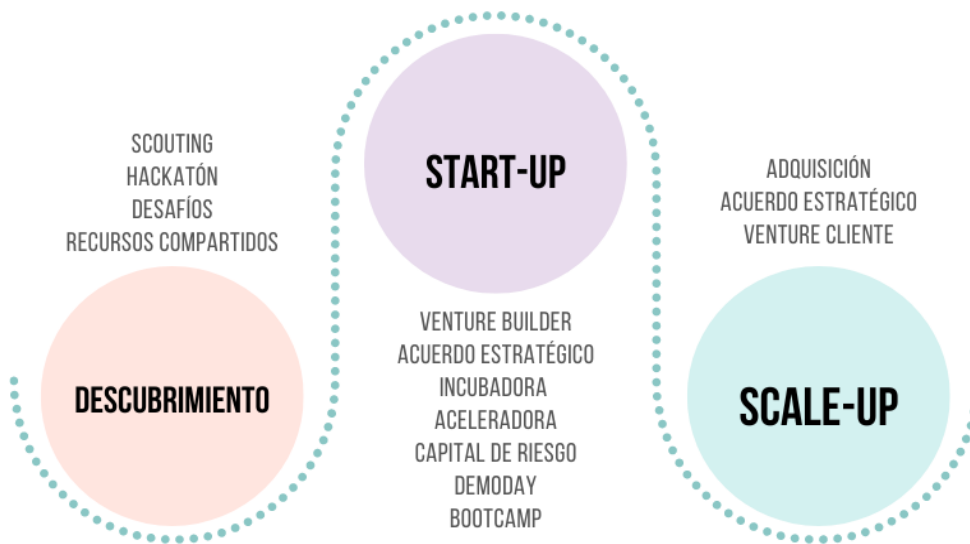 SCOUTING
HACKATÓN
DESAFÍOS
RECURSOS COMPARTIDOS
DESCUBRIMIENTO
START-UP
VENTURE BUILDER
ACUERDO ESTRATÉGICO
INCUBADORA
ACELERADORA
CAPITAL DE RIESGO
DEMODAY
BOOTCAMP
ADQUISICIÓN
ACUERDO ESTRATÉGICO
VENTURE CLIENTE
SCALE-UP